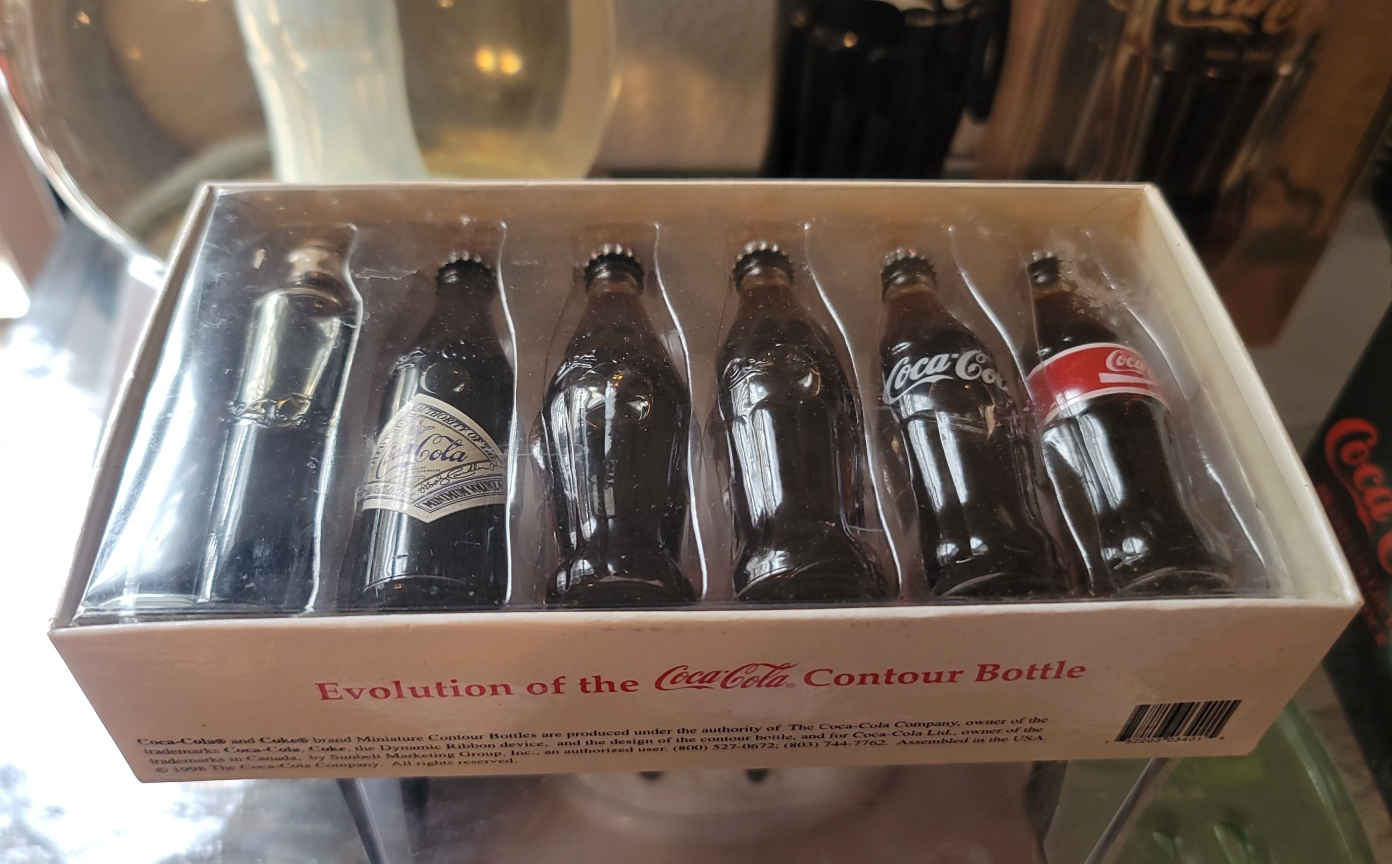 Coca-Cola
Coca-Cola
Coca
Coca-Cola
MINIMUM
Evolution of the Coca-Cola Contour Bottle
Coca-Cola® and Coke® brand Miniature Contour Bottles are produced under the authority of The Coca-Cola Company, owner of the
trademarks Coca-Cola, Coke, the Dynamic Ribbon device, and the design of the contour bottle, and for Coca-Cola Ltd., owner of the
trademarks in Canada, by Sunbelt Marketing Group, Inc., an authorized user. (800) 527-0672; (803) 744-7762. Assembled in the USA.
© 1998 The Coca-Cola Company. All rights reserved.